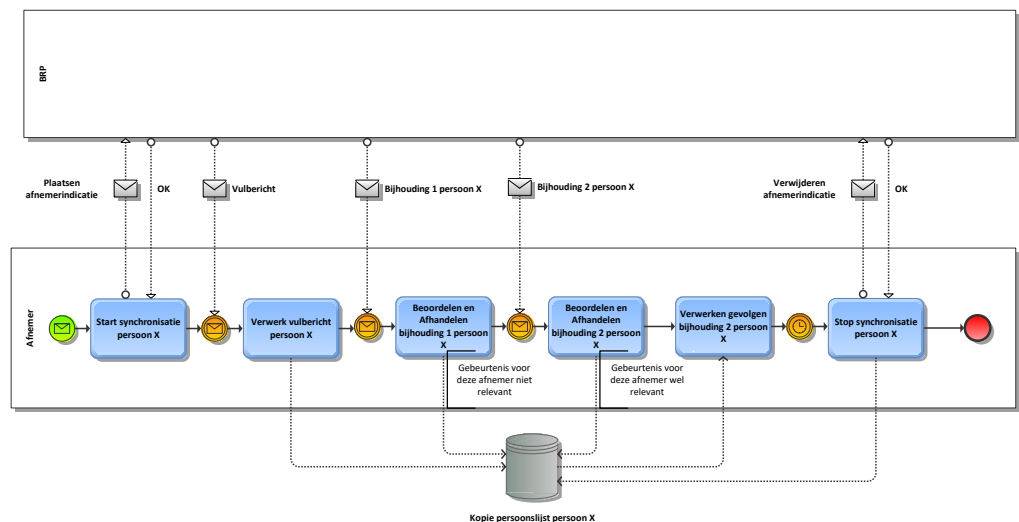 BRP
Plaatsen
afnemerindicatie
OK
Vulbericht
Bijhouding 1 persoon X
Bijhouding 2 persoon X
Verwijderen
afnemerindicatie
OK
Afnemer
Start synchronisatie
persoon X
Verwerk vulbericht
persoon X
Beoordelen en
Afhandelen
bijhouding 1 persoon
X
Beoordelen en
Afhandelen
bijhouding 2 persoon
X
Verwerken gevolgen
bijhouding 2 persoon
X
Stop synchronisatie
persoon X
Gebeurtenis voor
deze afnemer niet
relevant
Gebeurtenis voor
deze afnemer wel
relevant
Kopie persoonslijst persoon X